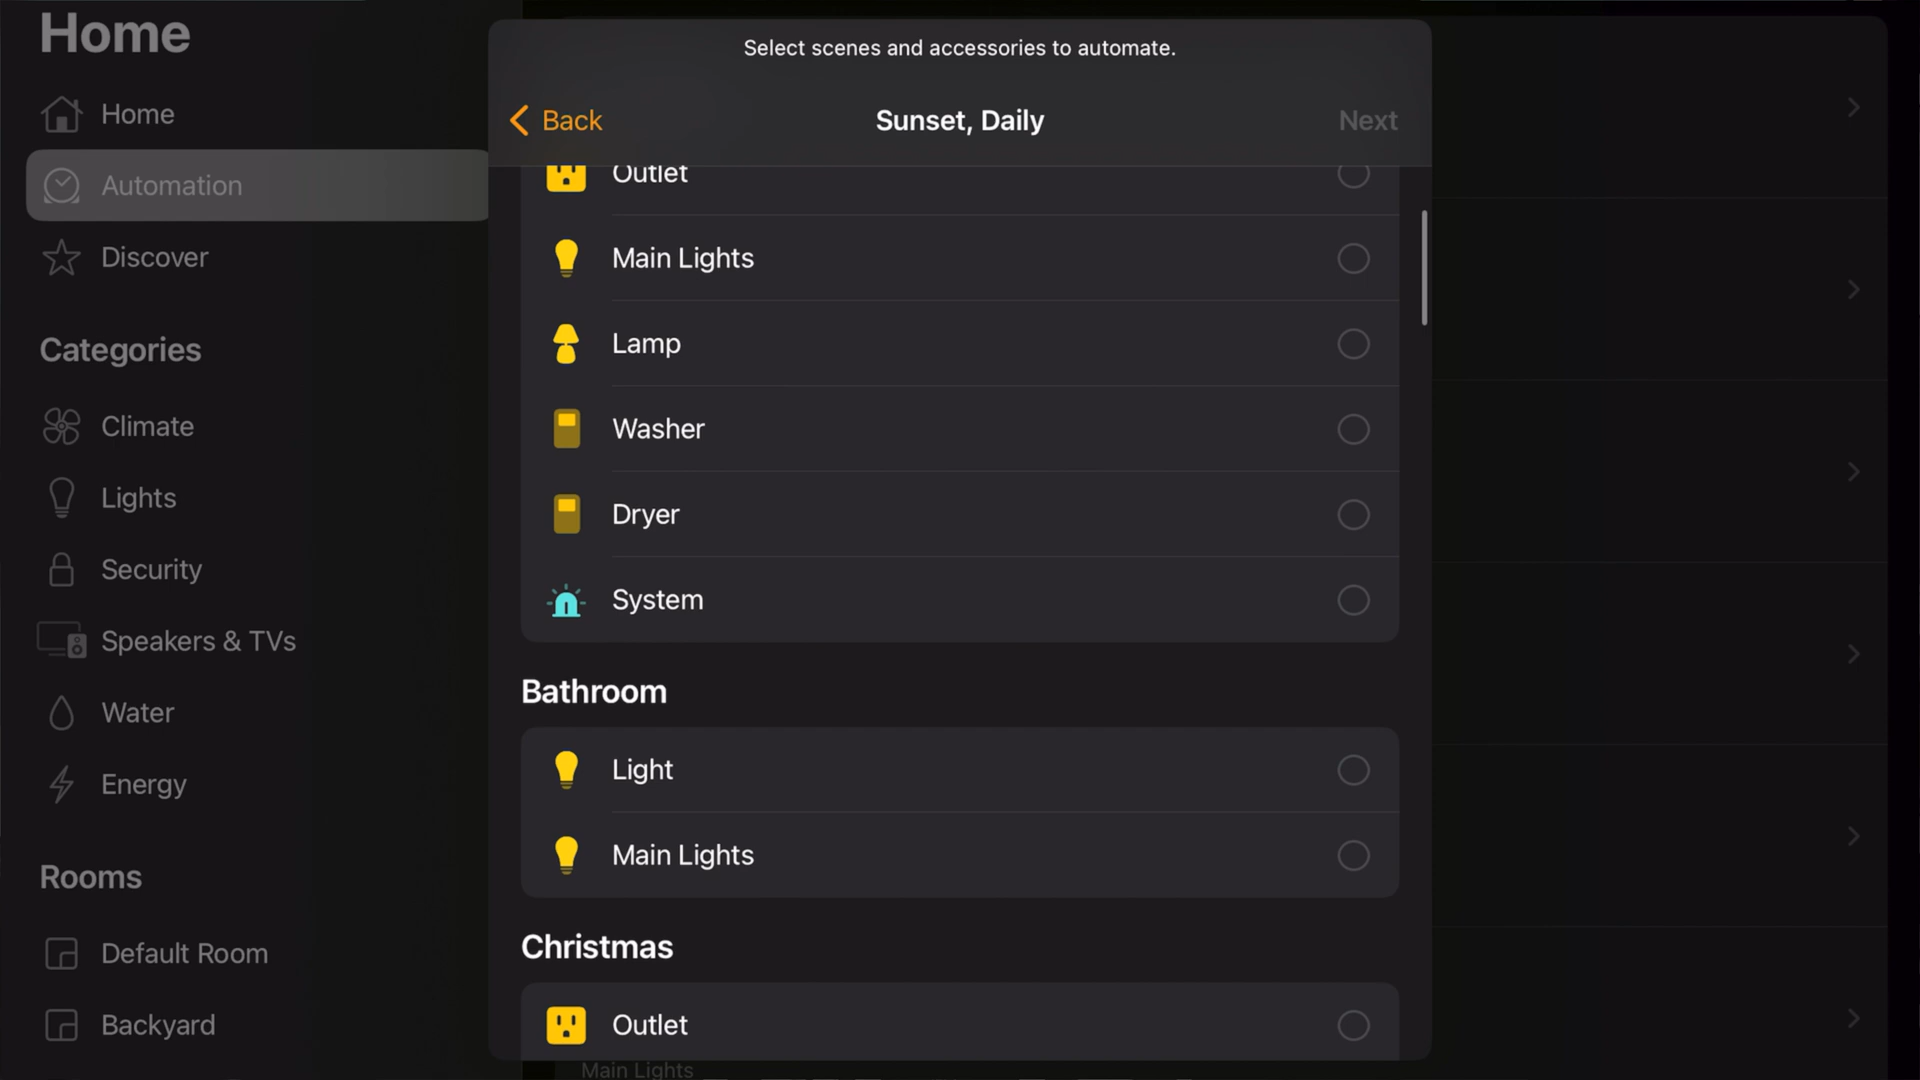 Home
Home
Automation
Discover
Categories
Climate
Lights
Security
Speakers & TVs
Water
Energy
Rooms
Default Room
Backyard
Select scenes and accessories to automate.
Back
Sunset, Daily
Next
Outlet
Main Lights
Lamp
Washer
Dryer
System
Bathroom
Light
Main Lights
Christmas
Outlet
Main Lights